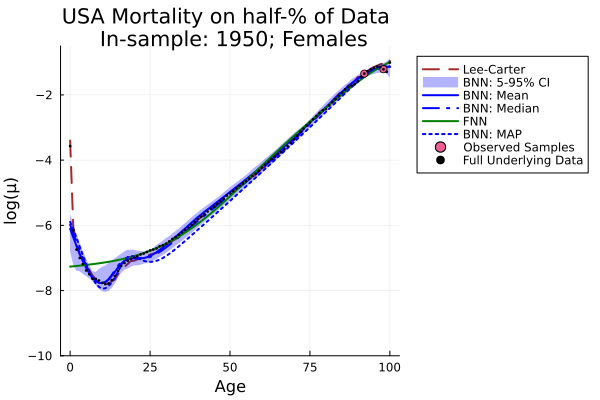 USA Mortality on half-% of Data
In-sample: 1950; Females
Lee-Carter
BNN: 5-95% CI
BNN: Mean
BNN: Median
FNN
BNN: MAP
Observed Samples
Full Underlying Data
log(μ)
−2
−4
−6
−8
−10
0
25
50
75
100
Age